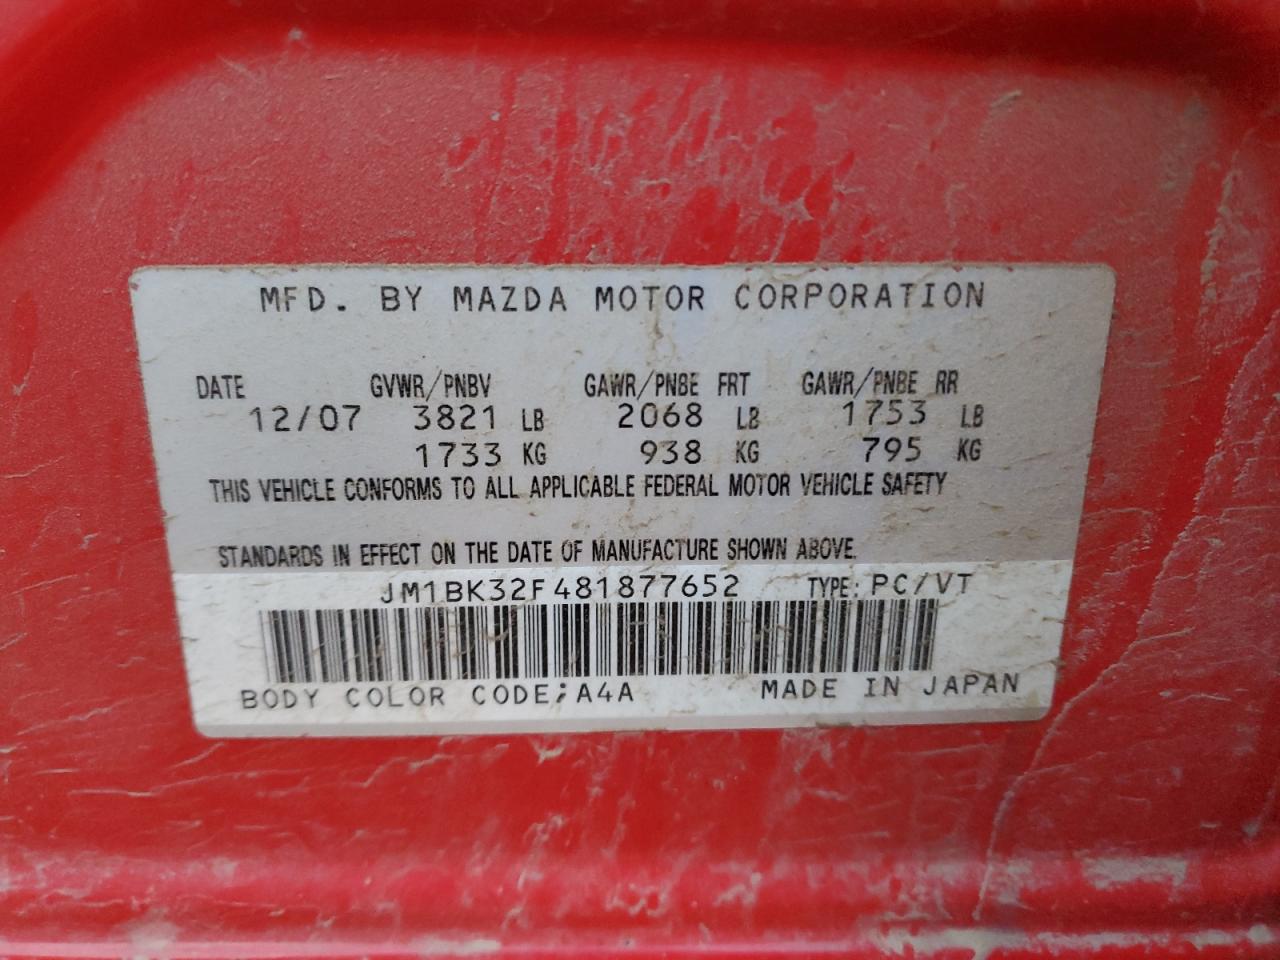 MFD. BY MAZDA MOTOR CORPORATION
DATE GVWR/PNBV GAWR/PNBE FRT GAWR/PNBE RR
12/07 3821 LB 2068 LB 1753 LB
1733 KG 938 KG 795 KG
THIS VEHICLE CONFORMS TO ALL APPLICABLE FEDERAL MOTOR VEHICLE SAFETY
STANDARDS IN EFFECT ON THE DATE OF MANUFACTURE SHOWN ABOVE.
JM1BK32F481877652 TYPE: PC/VT
BODY COLOR CODE;A4A MADE IN JAPAN